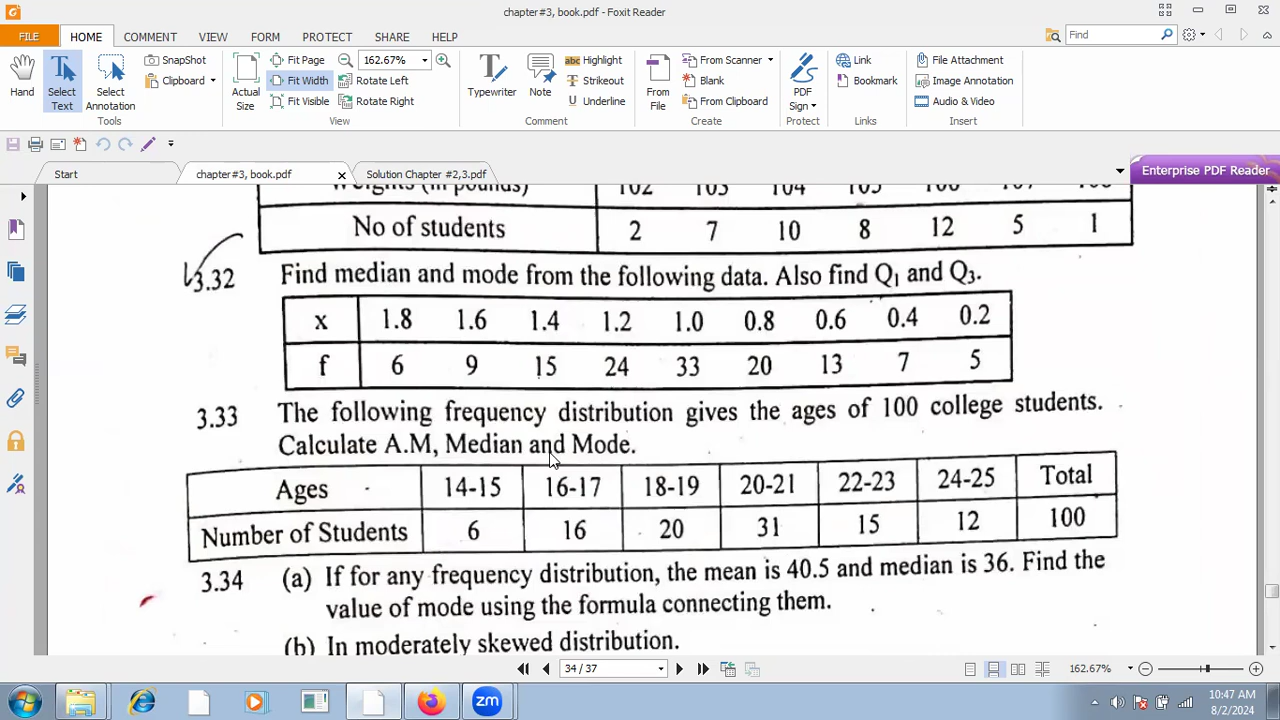 chapter#3, book.pdf - Foxit Reader
FILE HOME COMMENT VIEW FORM PROTECT SHARE HELP
Find
Hand
Select Text
SnapShot
Clipboard
Select Annotation
Tools
Actual Size
Fit Page
Fit Width
Fit Visible
162.67%
Rotate Left
Rotate Right
View
Typewriter
Note
Highlight
Strikeout
Underline
Comment
From File
From Scanner
Blank
From Clipboard
Create
PDF Sign
Protect
Link
Bookmark
Links
File Attachment
Image Annotation
Audio & Video
Insert
Start
chapter#3, book.pdf
Solution Chapter #2,3.pdf
Enterprise PDF Reader
Weights (in pounds) 102 103 104 105 106 107
No of students 2 7 10 8 12 5 1
3.32 Find median and mode from the following data. Also find Q1 and Q3.
x 1.8 1.6 1.4 1.2 1.0 0.8 0.6 0.4 0.2
f 6 9 15 24 33 20 13 7 5
3.33 The following frequency distribution gives the ages of 100 college students.
Calculate A.M, Median and Mode.
Ages 14-15 16-17 18-19 20-21 22-23 24-25 Total
Number of Students 6 16 20 31 15 12 100
3.34 (a) If for any frequency distribution, the mean is 40.5 and median is 36. Find the
value of mode using the formula connecting them.
(b) In moderately skewed distribution.
34 / 37
162.67%
zm
10:47 AM
8/2/2024